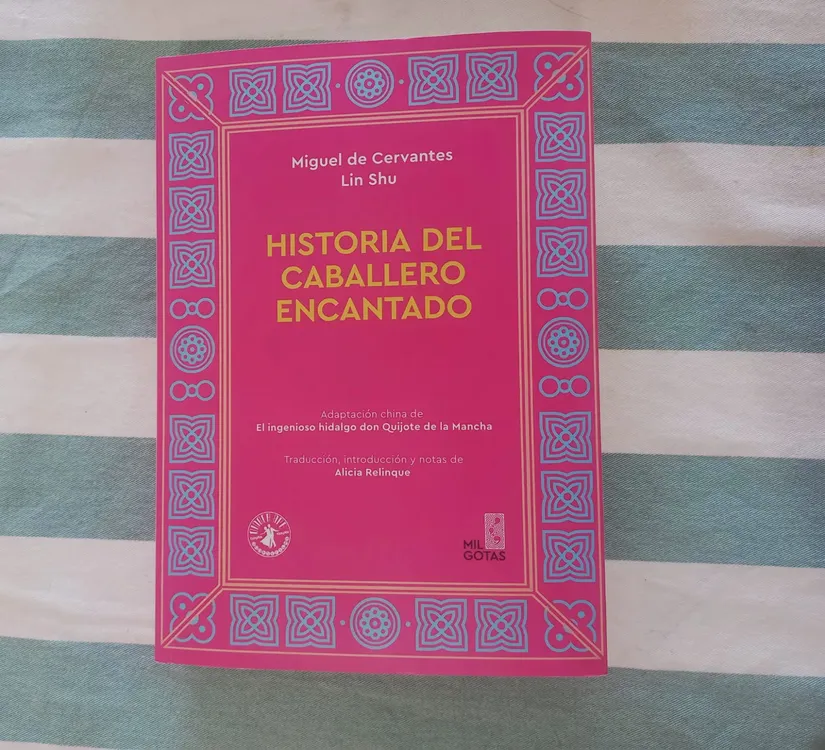 Miguel de Cervantes
Lin Shu
HISTORIA DEL
CABALLERO
ENCANTADO
Adaptación china de
El ingenioso hidalgo don Quijote de la Mancha
Traducción, introducción y notas de
Alicia Relinque
MIL
GOTAS